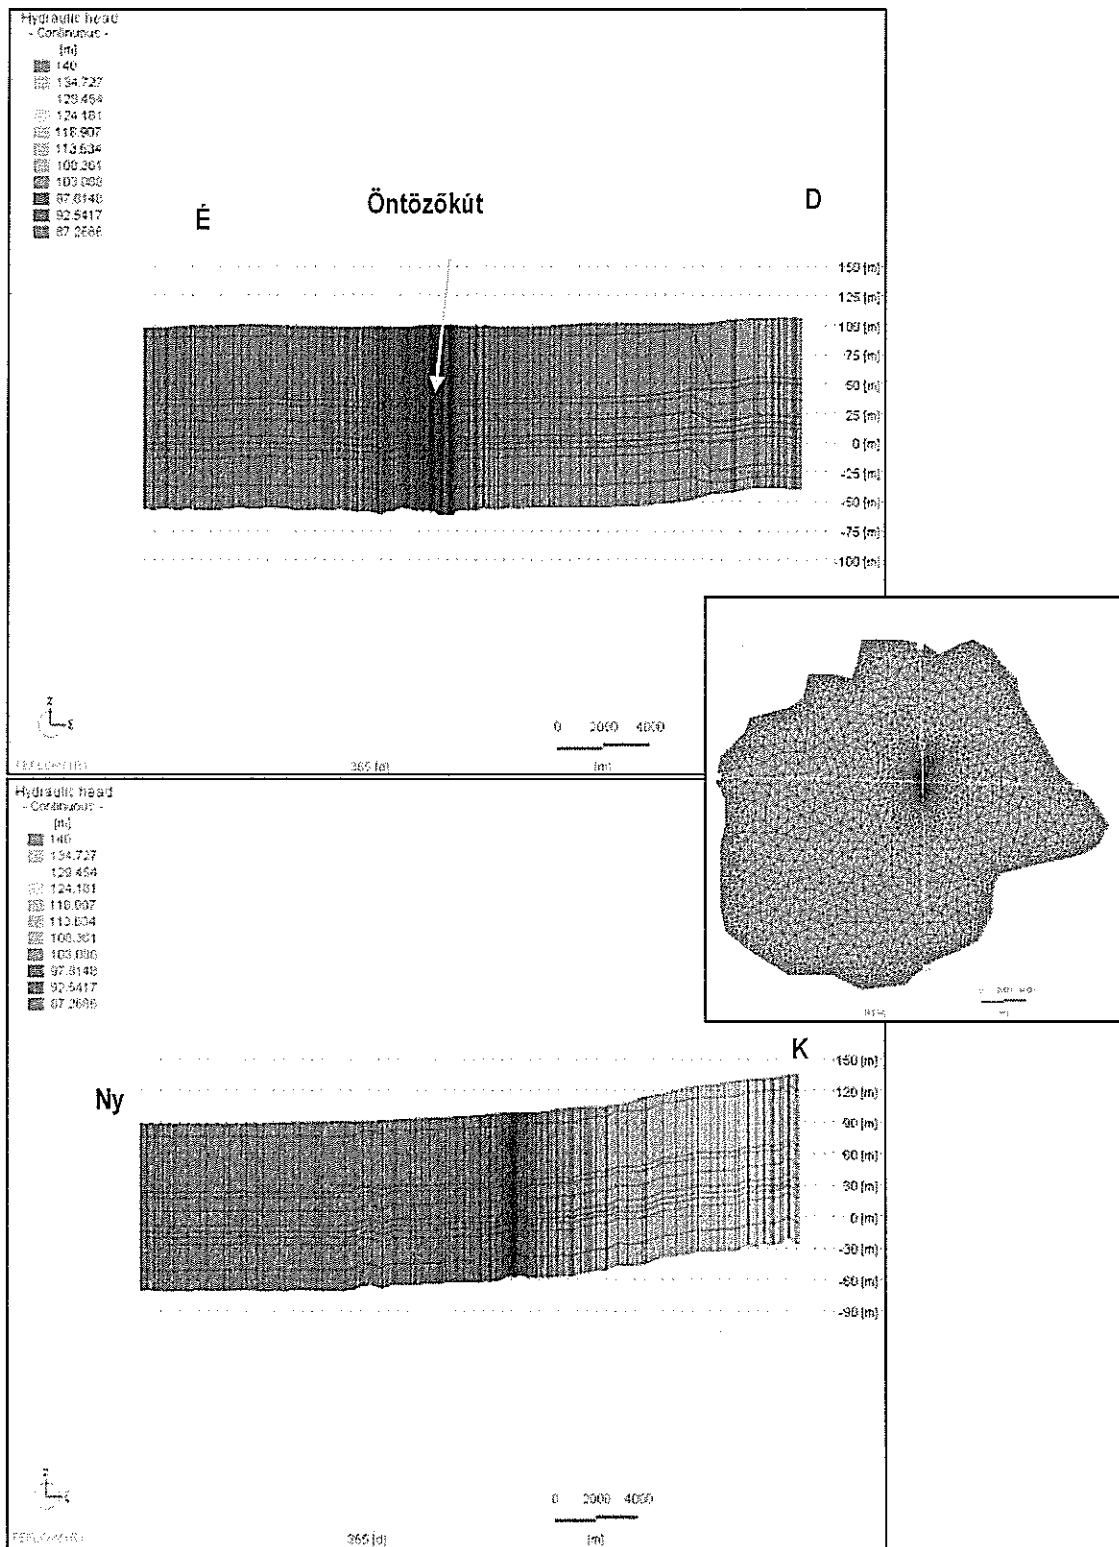 Hydraulic head
- Continuous -
[m]
140
134.727
129.454
124.181
118.907
113.634
108.361
103.088
97.8148
92.5417
87.2686
É
Öntözőkút
D
150 [m]
125 [m]
100 [m]
75 [m]
50 [m]
25 [m]
0 [m]
-25 [m]
-50 [m]
-75 [m]
-100 [m]
z
0 2000 4000
FEFLOW (R)
365 [d]
[m]
Hydraulic head
- Continuous -
[m]
140
134.727
129.454
124.181
118.907
113.634
108.361
103.088
97.8148
92.5417
87.2686
Ny
K
150 [m]
120 [m]
90 [m]
60 [m]
30 [m]
0 [m]
-30 [m]
-60 [m]
-90 [m]
z
0 2000 4000
FEFLOW (R)
365 [d]
[m]